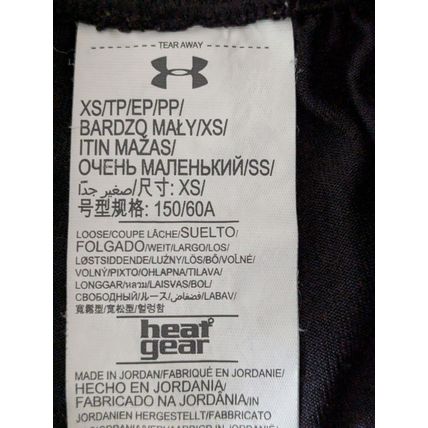 TEAR AWAY
XS/TP/EP/PP/
BARDZO MAŁY/XS/
ITIN MAŽAS/
ОЧЕНЬ МАЛЕНЬКИЙ/SS/
صغير جدًا/尺寸: XS/
号型规格: 150/60A
LOOSE/COUPE LÂCHE/SUELTO/
FOLGADO/WEIT/LARGO/LOS/
LØSTSIDDENDE/LUŹNY/LÖS/BÔ/VOLNÉ/
VOLNÝ/PIXTO/OHLAPNA/TILAVA/
LONGGAR/หลวม/LAISVAS/BOL/
СВОБОДНЫЙ/ルース/فضفاض/LABAV/
寬鬆型/宽松型/헐렁함
heat
gear
MADE IN JORDAN/FABRIQUÉ EN JORDANIE/
HECHO EN JORDANIA/
FABRICADO NA JORDÂNIA/IN
JORDANIEN HERGESTELLT/FABBRICATO